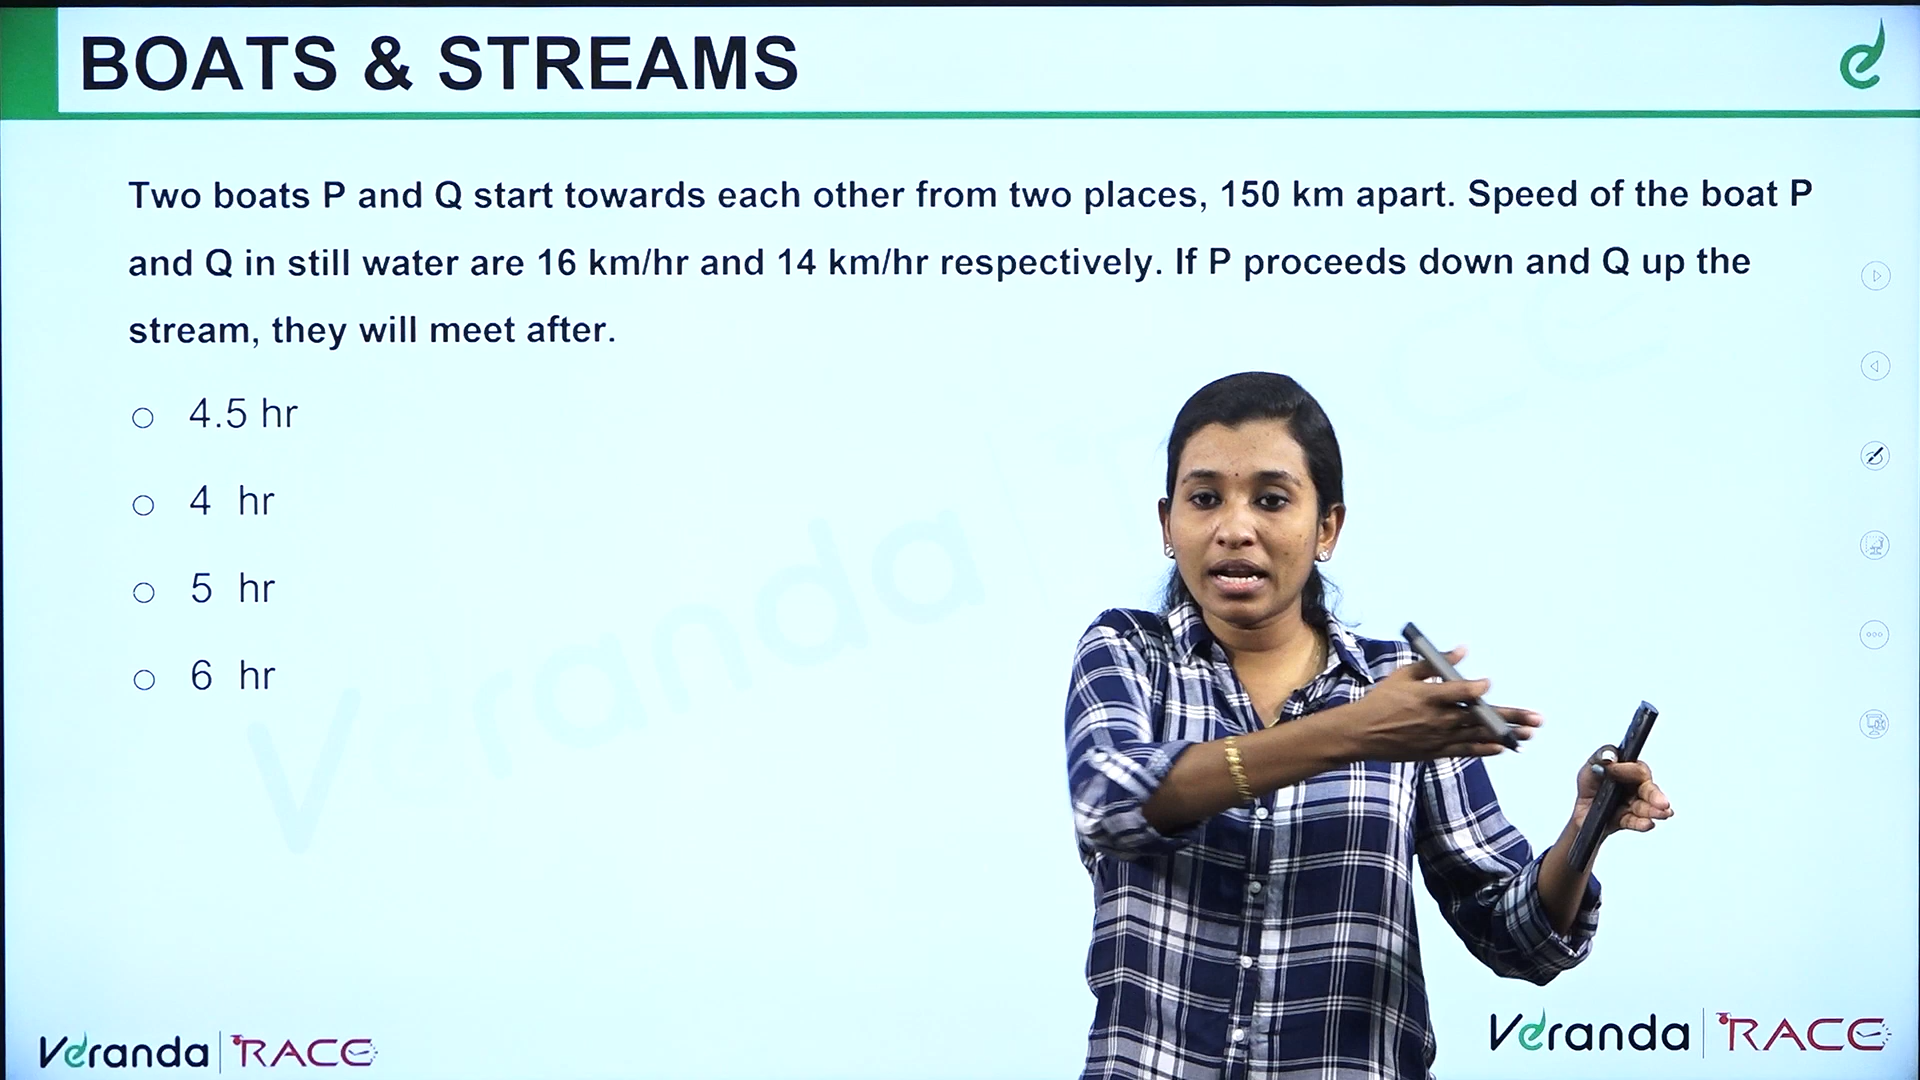 BOATS & STREAMS
Two boats P and Q start towards each other from two places, 150 km apart. Speed of the boat P
and Q in still water are 16 km/hr and 14 km/hr respectively. If P proceeds down and Q up the
stream, they will meet after.
4.5 hr
4 hr
5 hr
6 hr
Veranda
Veranda RACE
Veranda RACE